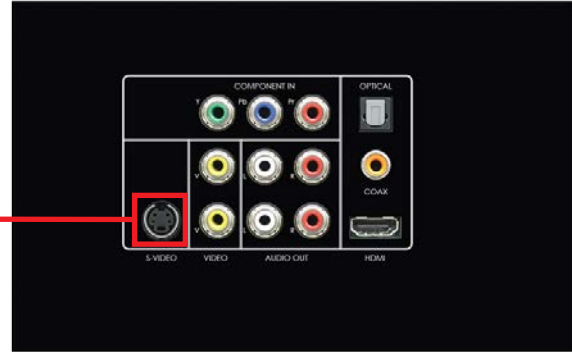 COMPONENT IN
OPTICAL
Y
Pb
Pr
V
L
R
COAX
V
L
R
S-VIDEO
VIDEO
AUDIO OUT
HDMI